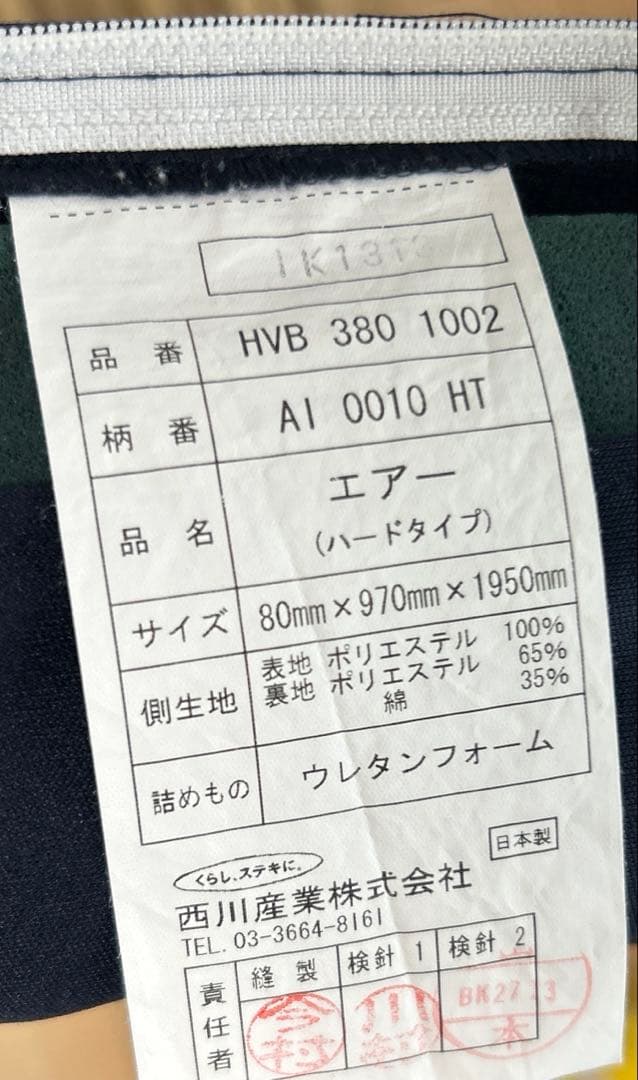 品番 HVB 380 1002
柄番 AI 0010 HT
品名 エアー
(ハードタイプ)
サイズ 80mm×970mm×1950mm
側生地 表地 ポリエステル 100%
裏地 ポリエステル 65%
綿 35%
詰めもの ウレタンフォーム
日本製
くらし、ステキに。
西川産業株式会社
TEL. 03-3664-8161
責任者 縫製 検針 1 検針 2
今村